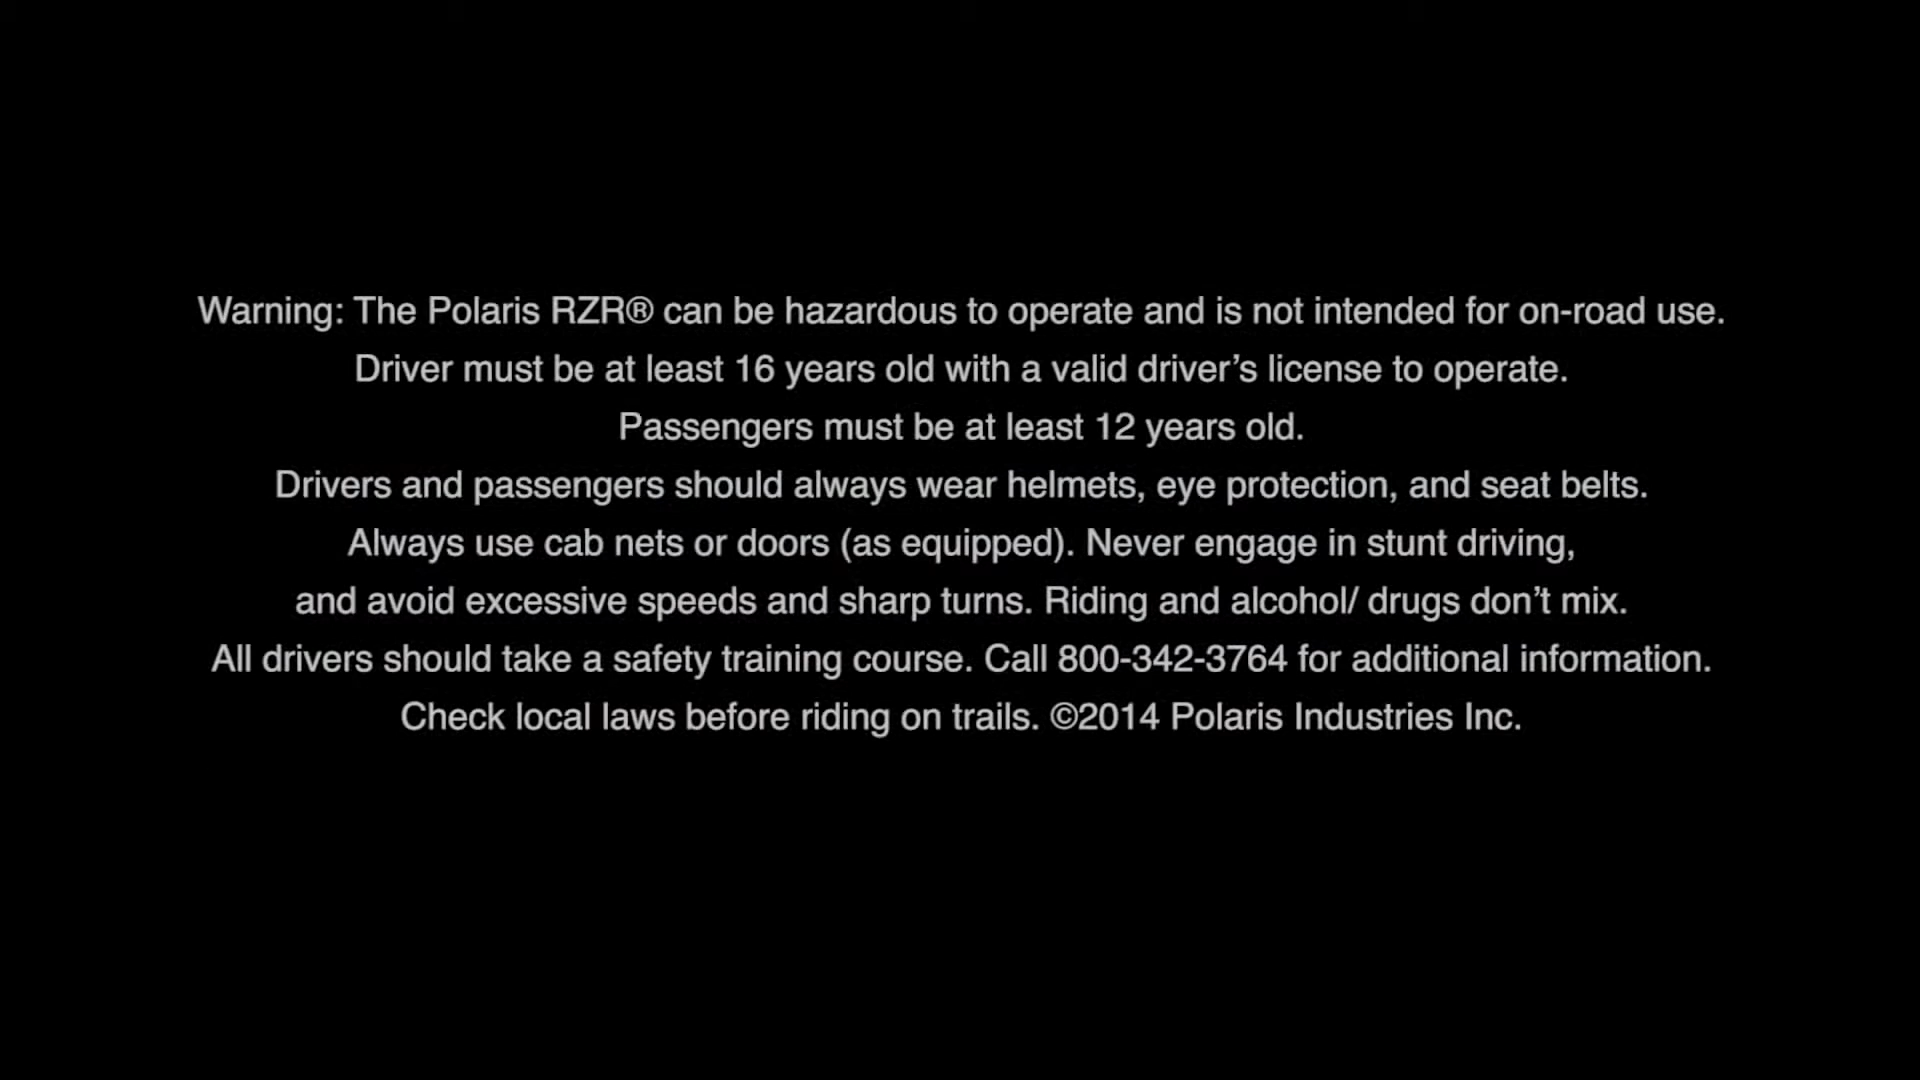 Warning: The Polaris RZR® can be hazardous to operate and is not intended for on-road use.
Driver must be at least 16 years old with a valid driver’s license to operate.
Passengers must be at least 12 years old.
Drivers and passengers should always wear helmets, eye protection, and seat belts.
Always use cab nets or doors (as equipped). Never engage in stunt driving,
and avoid excessive speeds and sharp turns. Riding and alcohol/ drugs don’t mix.
All drivers should take a safety training course. Call 800-342-3764 for additional information.
Check local laws before riding on trails. ©2014 Polaris Industries Inc.